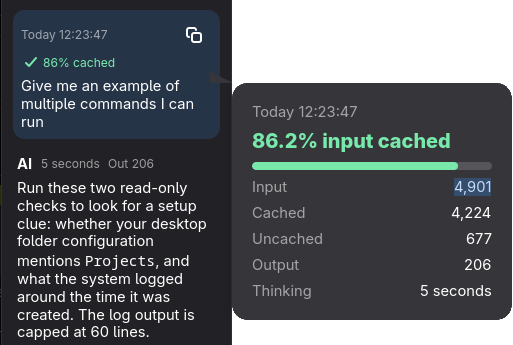 Today 12:23:47
86% cached
Give me an example of
multiple commands I can
run
AI 5 seconds Out 206
Run these two read-only
checks to look for a setup
clue: whether your desktop
folder configuration
mentions Projects, and
what the system logged
around the time it was
created. The log output is
capped at 60 lines.
Today 12:23:47
86.2% input cached
Input 4,901
Cached 4,224
Uncached 677
Output 206
Thinking 5 seconds